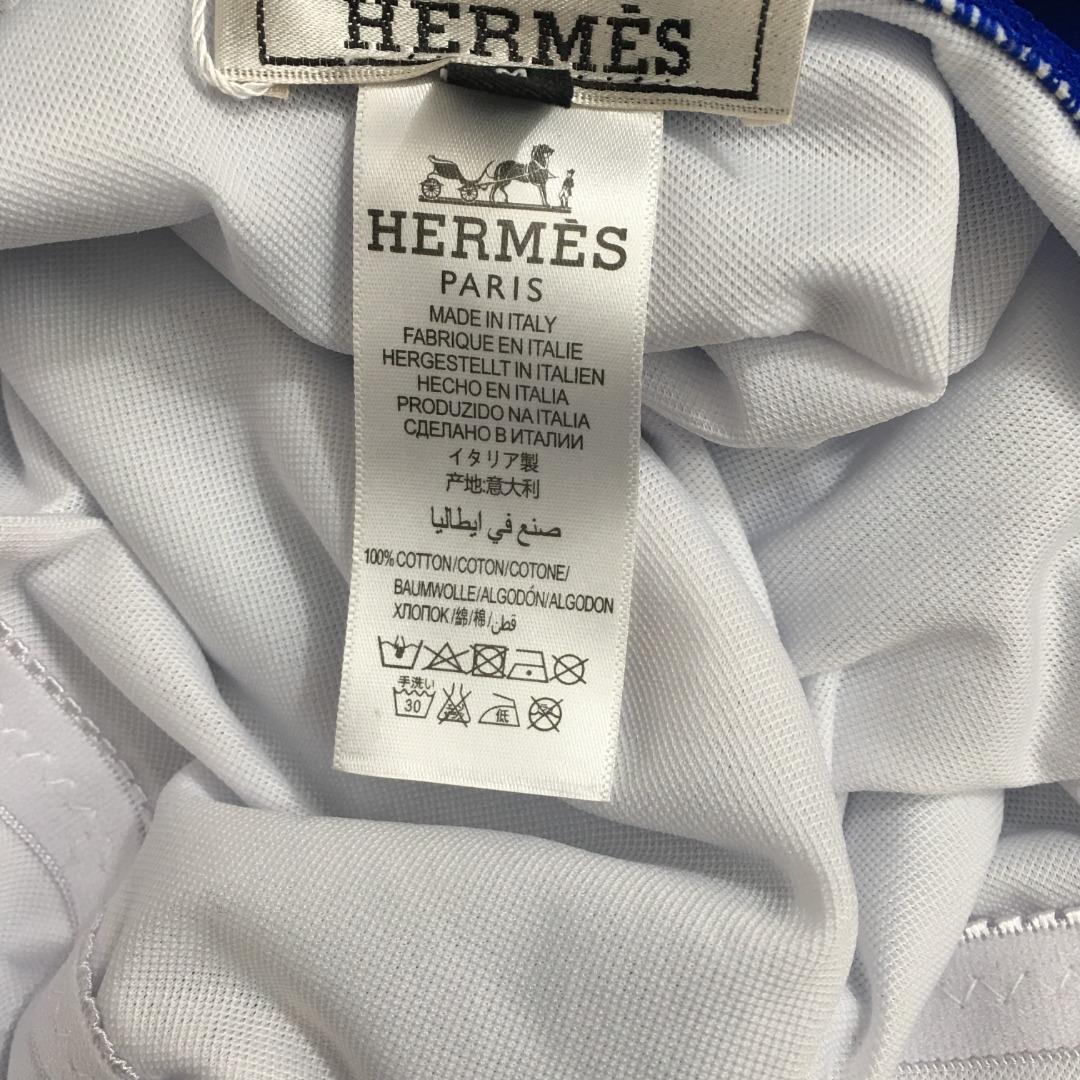 HERMÈS
HERMÈS
PARIS
MADE IN ITALY
FABRIQUE EN ITALIE
HERGESTELLT IN ITALIEN
HECHO EN ITALIA
PRODUZIDO NA ITALIA
СДЕЛАНО В ИТАЛИИ
イタリア製
产地:意大利
صنع في ايطاليا
100% COTTON/COTON/COTONE/
BAUMWOLLE/ALGODÓN/ALGODON
ХЛОПОК/綿/棉/قطن
手洗い
30
低